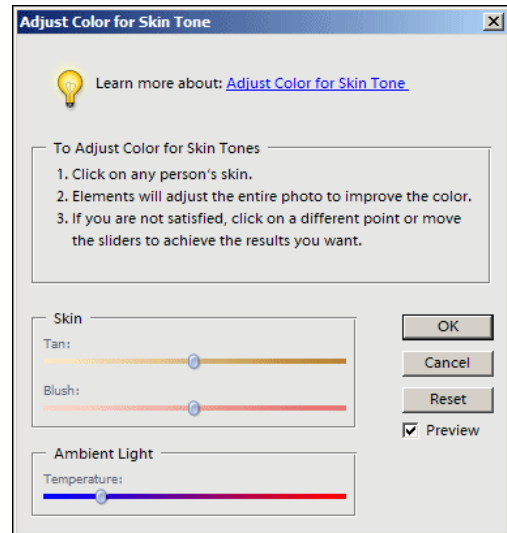 Adjust Color for Skin Tone
Learn more about: Adjust Color for Skin Tone
To Adjust Color for Skin Tones
1. Click on any person's skin.
2. Elements will adjust the entire photo to improve the color.
3. If you are not satisfied, click on a different point or move
the sliders to achieve the results you want.
Skin
Tan:
Blush:
OK
Cancel
Reset
Preview
Ambient Light
Temperature: